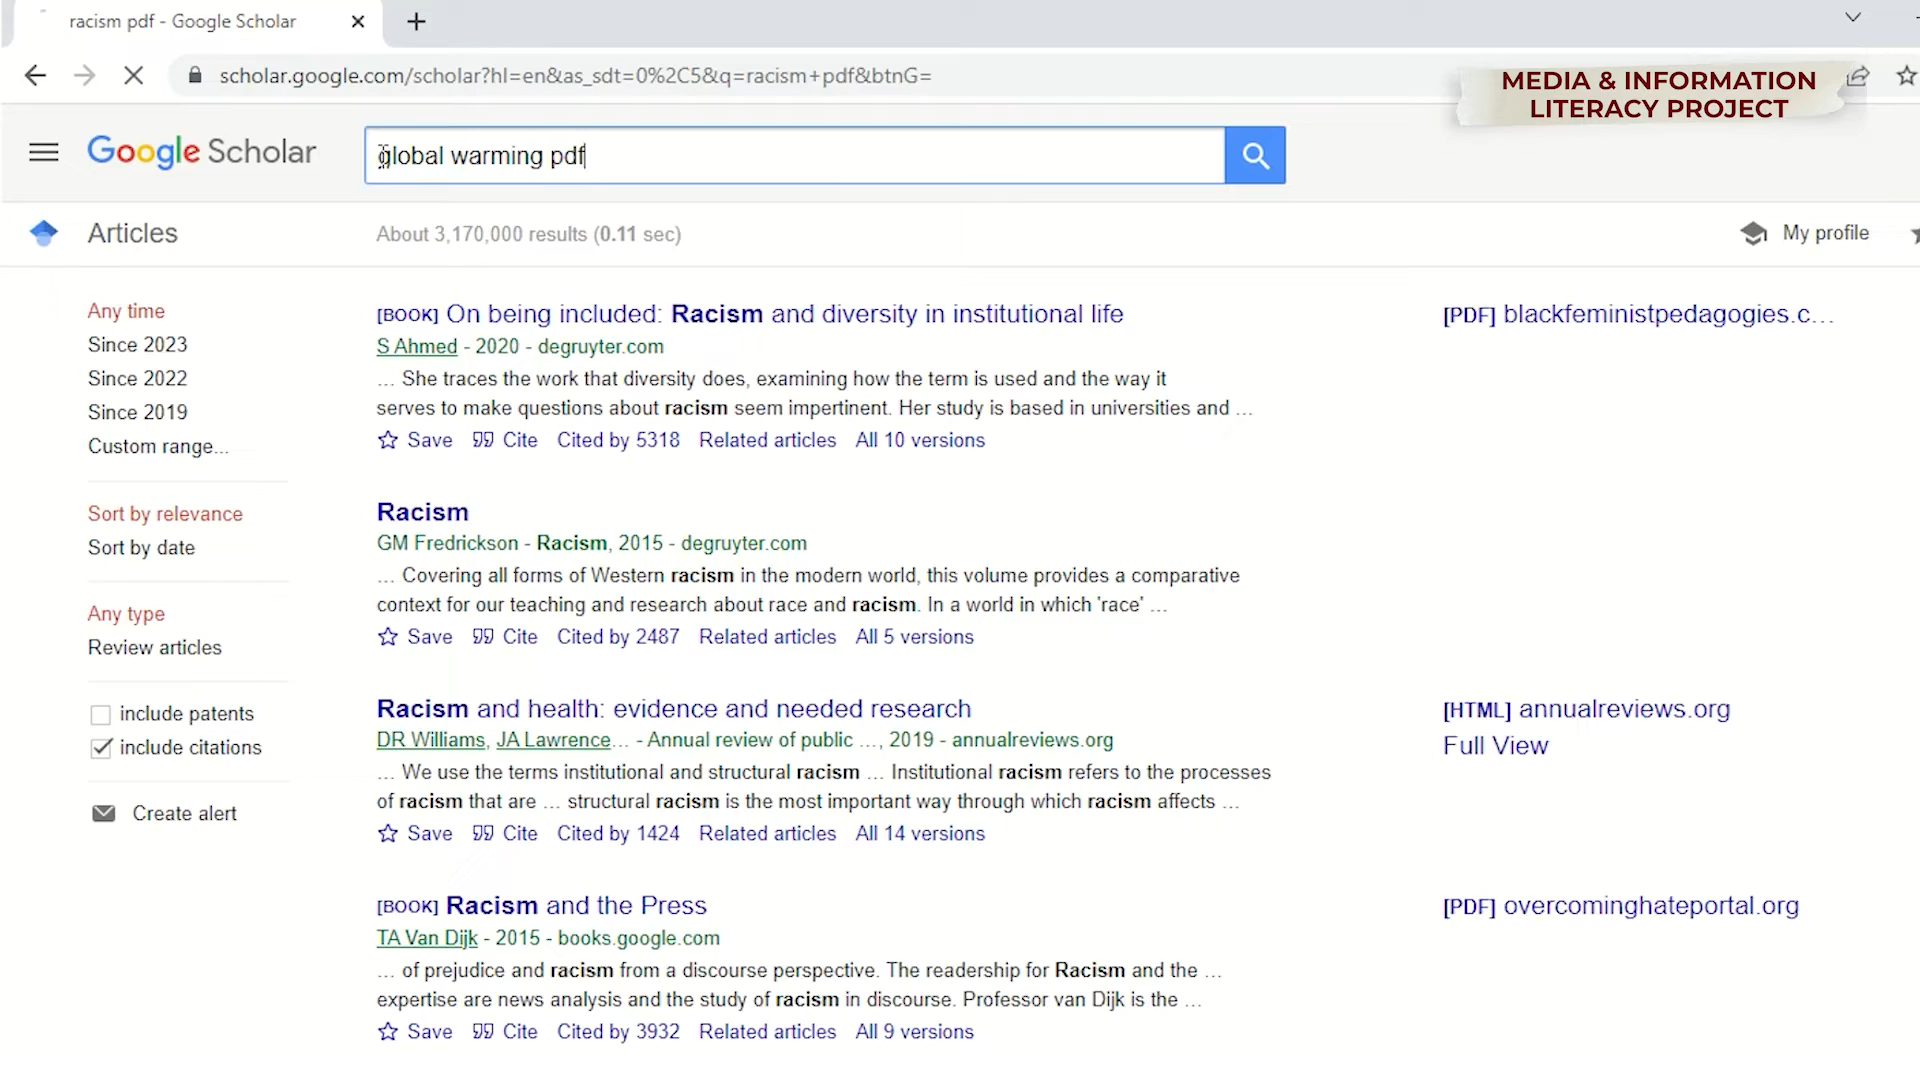 racism pdf - Google Scholar
scholar.google.com/scholar?hl=en&as_sdt=0%2C5&q=racism+pdf&btnG=
MEDIA & INFORMATION
LITERACY PROJECT
Google Scholar
global warming pdf
Articles
About 3,170,000 results (0.11 sec)
My profile
Any time
Since 2023
Since 2022
Since 2019
Custom range...
Sort by relevance
Sort by date
Any type
Review articles
include patents
include citations
Create alert
[BOOK] On being included: Racism and diversity in institutional life
S Ahmed - 2020 - degruyter.com
... She traces the work that diversity does, examining how the term is used and the way it
serves to make questions about racism seem impertinent. Her study is based in universities and ...
Save Cite Cited by 5318 Related articles All 10 versions
[PDF] blackfeministpedagogies.c...
Racism
GM Fredrickson - Racism, 2015 - degruyter.com
... Covering all forms of Western racism in the modern world, this volume provides a comparative
context for our teaching and research about race and racism. In a world in which 'race' ...
Save Cite Cited by 2487 Related articles All 5 versions
Racism and health: evidence and needed research
DR Williams, JA Lawrence... - Annual review of public ..., 2019 - annualreviews.org
... We use the terms institutional and structural racism ... Institutional racism refers to the processes
of racism that are ... structural racism is the most important way through which racism affects ...
Save Cite Cited by 1424 Related articles All 14 versions
[HTML] annualreviews.org
Full View
[BOOK] Racism and the Press
TA Van Dijk - 2015 - books.google.com
... of prejudice and racism from a discourse perspective. The readership for Racism and the ...
expertise are news analysis and the study of racism in discourse. Professor van Dijk is the ...
Save Cite Cited by 3932 Related articles All 9 versions
[PDF] overcominghateportal.org